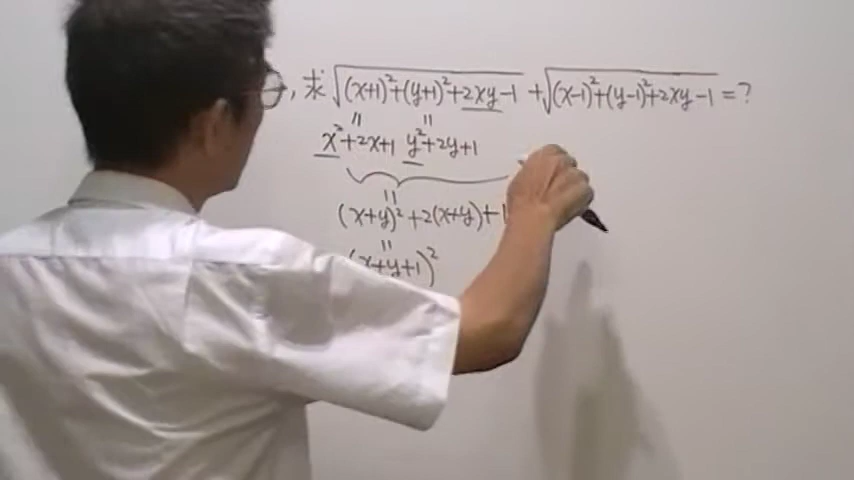 , 求 √((x+1)²+(y+1)²+2xy-1) + √((x-1)²+(y-1)²+2xy-1) = ?
|| ||
x²+2x+1 y²+2y+1
||
(x+y)²+2(x+y)+1
||
(x+y+1)²